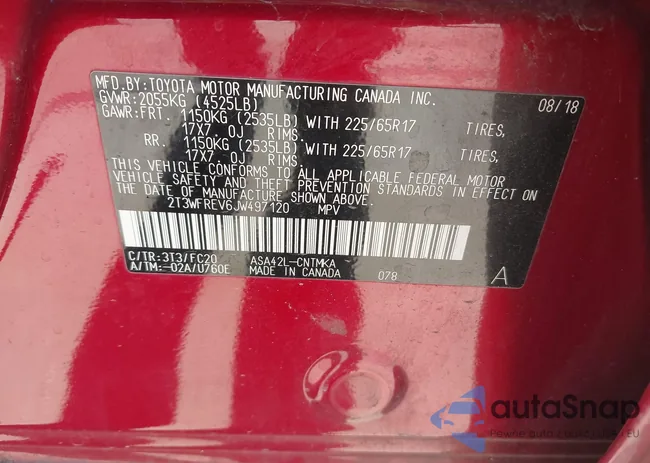 MFD.BY:TOYOTA MOTOR MANUFACTURING CANADA INC.
GVWR:2055KG (4525LB) 08/18
GAWR:FRT. 1150KG (2535LB) WITH 225/65R17 TIRES,
17X7.0J RIMS,
RR. 1150KG (2535LB) WITH 225/65R17 TIRES,
17X7.0J RIMS,
THIS VEHICLE CONFORMS TO ALL APPLICABLE FEDERAL MOTOR
VEHICLE SAFETY AND THEFT PREVENTION STANDARDS IN EFFECT ON
THE DATE OF MANUFACTURE SHOWN ABOVE.
2T3WFREV6JW497120 MPV
C/TR:3T3/FC20 ASA42L-CNTMKA
A/TM:-02A/U760E MADE IN CANADA 078 A
autoSnap
Pewne auto z